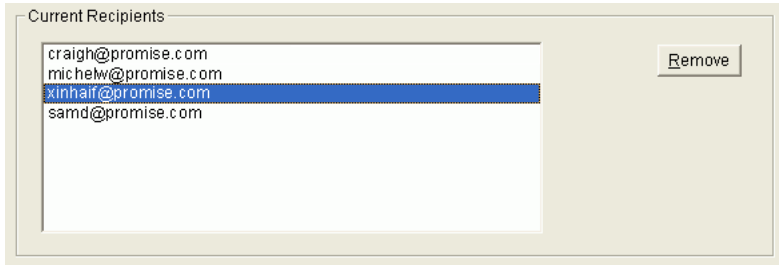 Current Recipients
craigh@promise.com
michelw@promise.com
xinhaif@promise.com
samd@promise.com
Remove